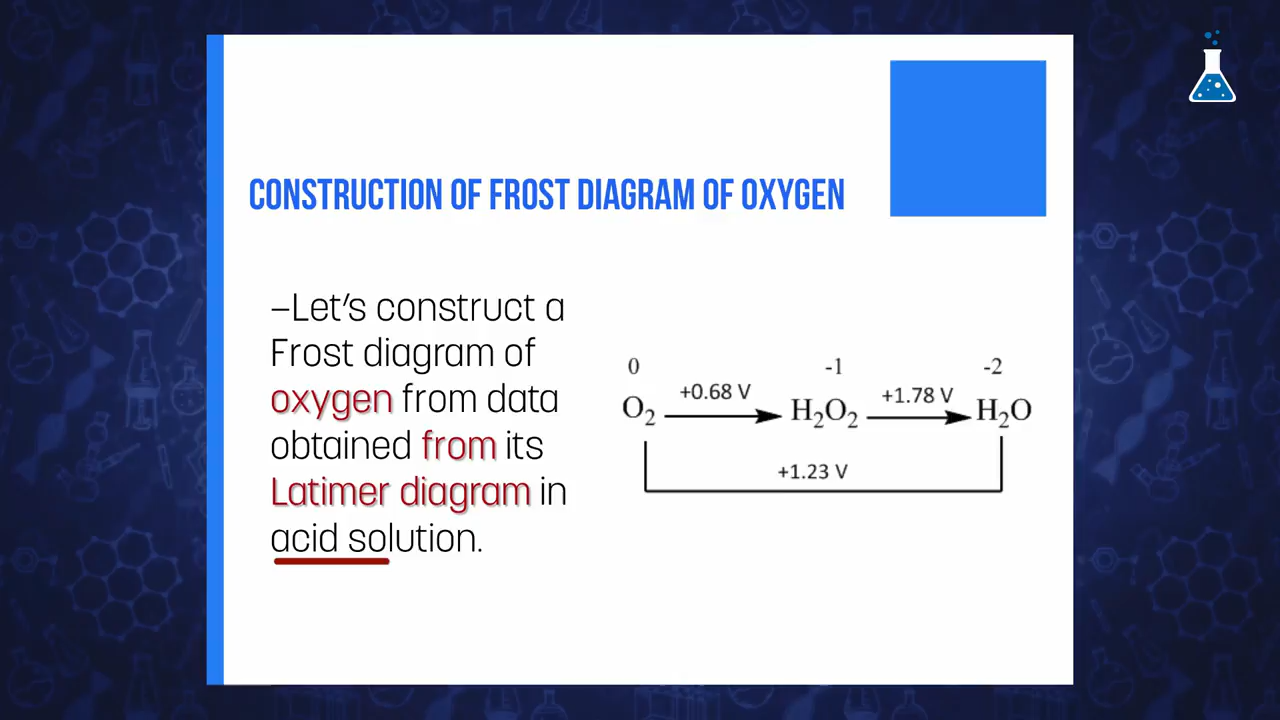 CONSTRUCTION OF FROST DIAGRAM OF OXYGEN
–Let's construct a
Frost diagram of
oxygen from data
obtained from its
Latimer diagram in
acid solution.
0 -1 -2
+0.68 V +1.78 V
O₂ H₂O₂ H₂O
+1.23 V